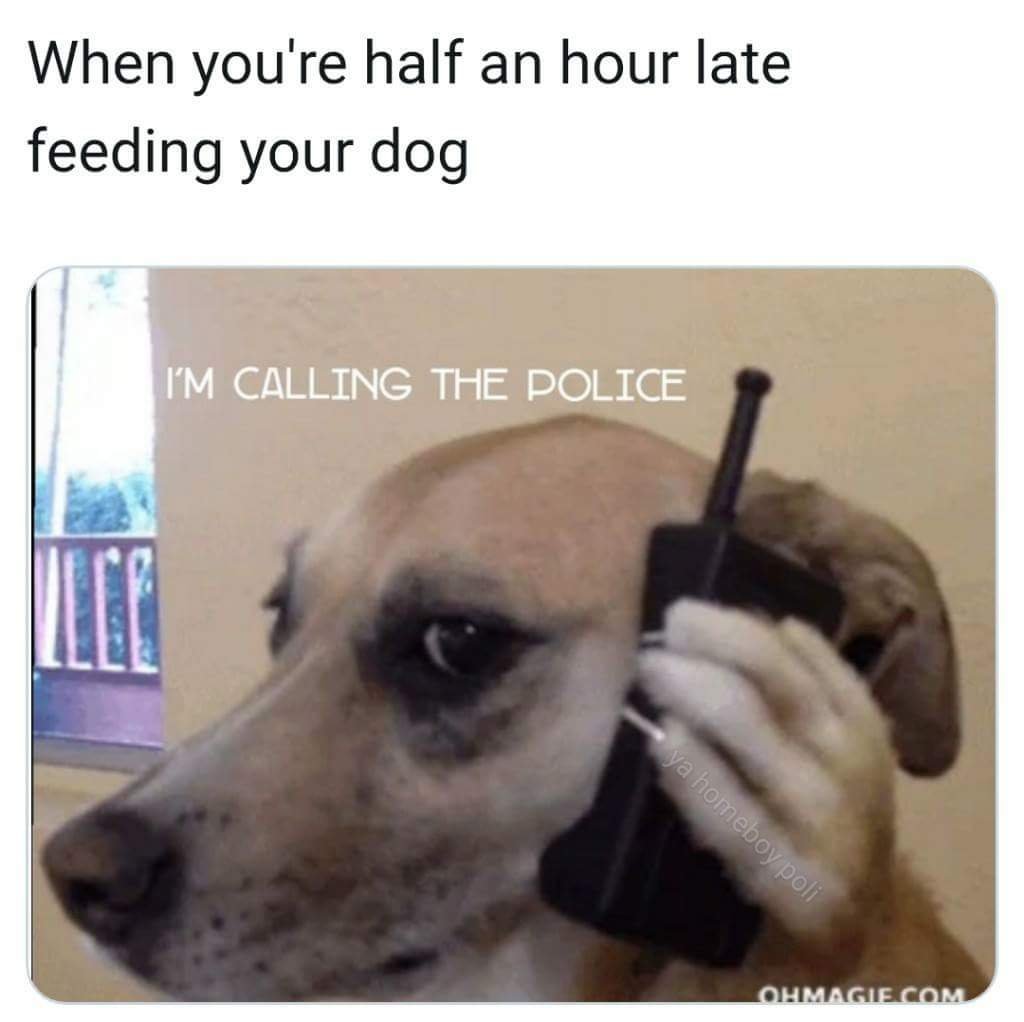 When you're half an hour late
feeding your dog
I'M CALLING THE POLICE
ya homeboy poli
OHMAGIF.COM